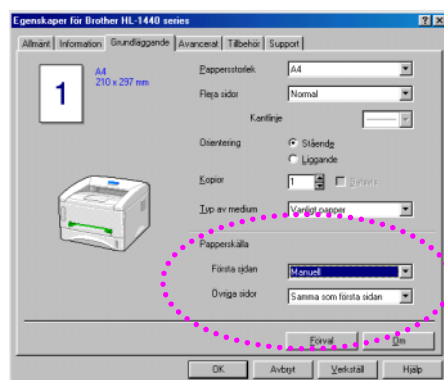 Egenskaper för Brother HL-1440 series
Allmänt Information Grundläggande Avancerat Tillbehör Support
1
A4
210 x 297 mm
Pappersstorlek A4
Flera sidor Normal
Kantlinje
Orientering Stående
Liggande
Kopior 1 Sortera
Typ av medium Vanligt papper
Papperskälla
Första sidan Manuell
Övriga sidor Samma som första sidan
Förval Om
OK Avbryt Verkställ Hjälp